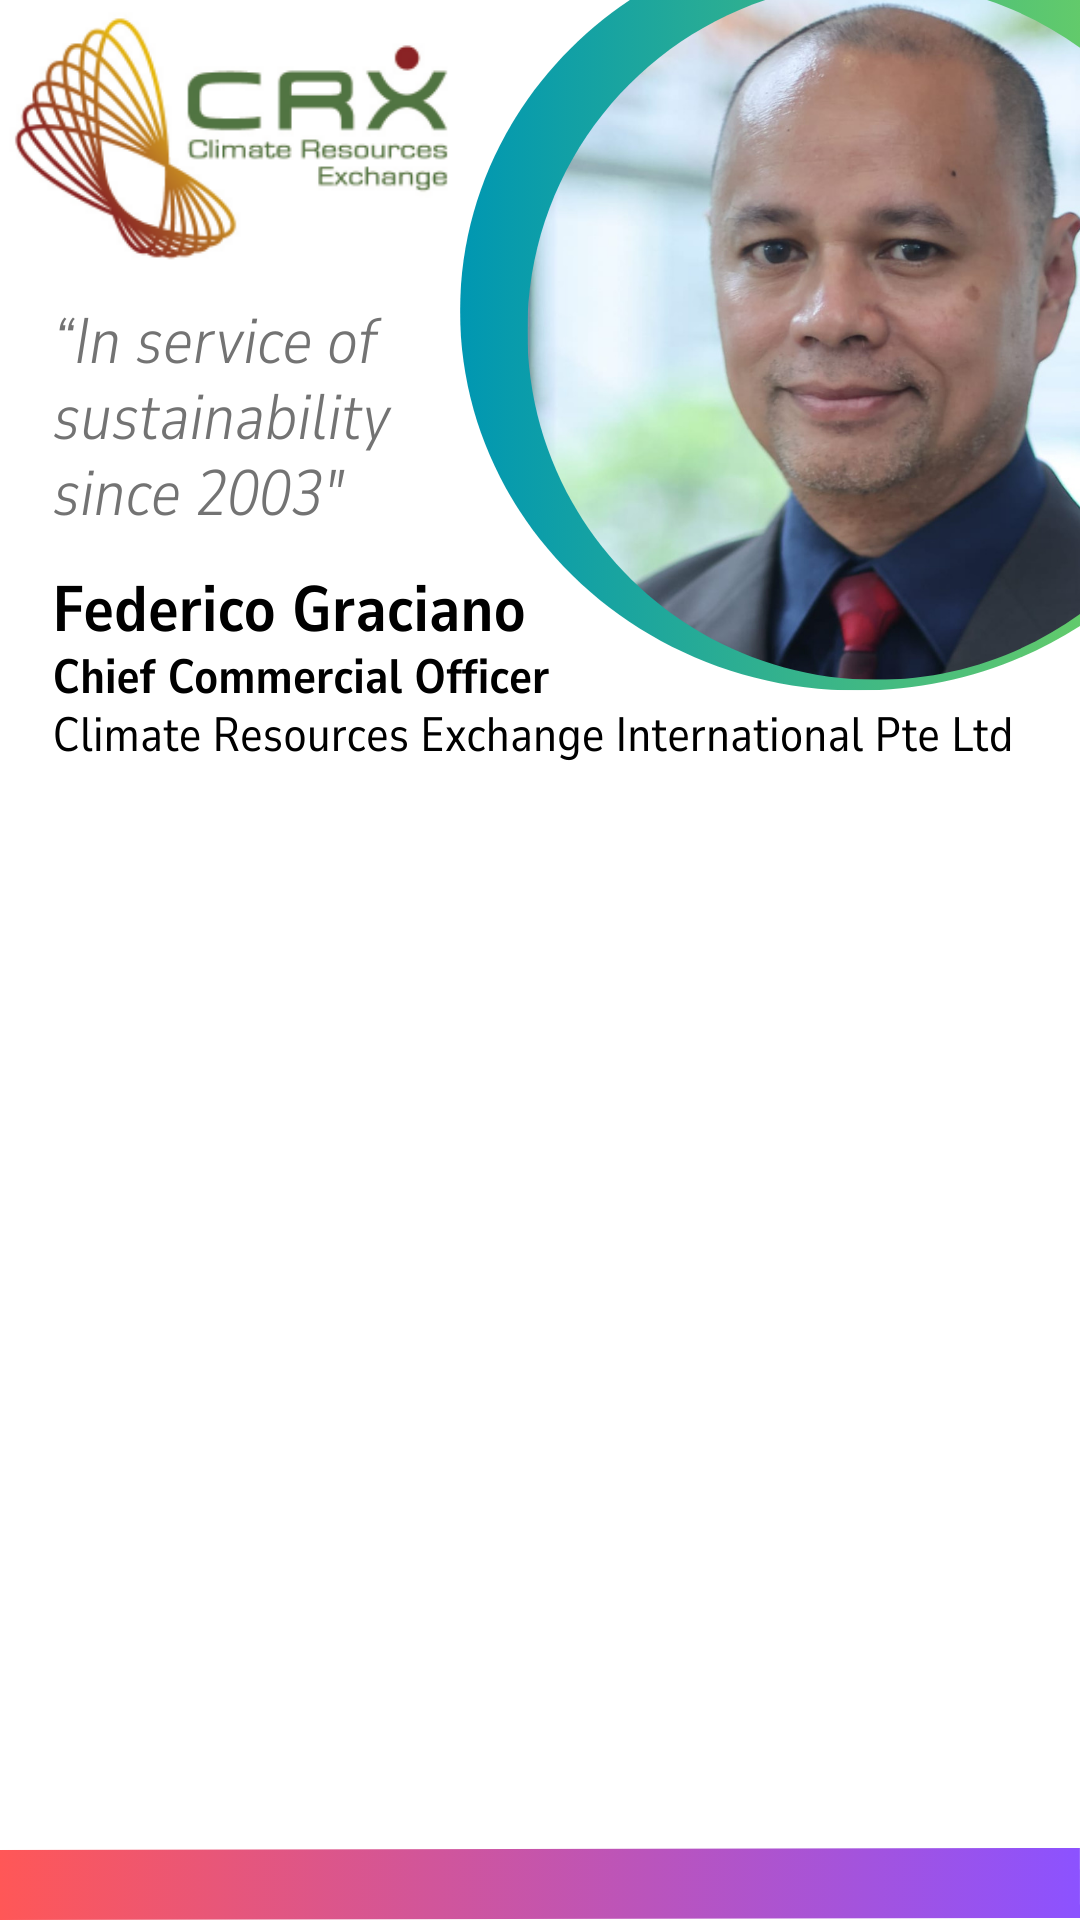 CRX
Climate Resources
Exchange
“In service of
sustainability
since 2003"
Federico Graciano
Chief Commercial Officer
Climate Resources Exchange International Pte Ltd